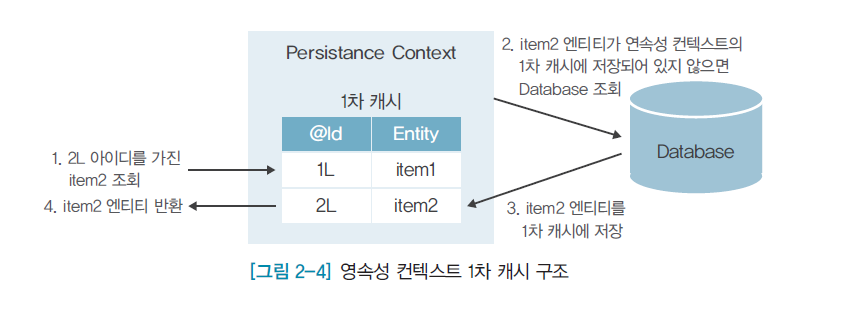 Persistance Context
1차 캐시
@Id Entity
1L item1
2L item2
1. 2L 아이디를 가진
item2 조회
4. item2 엔티티 반환
2. item2 엔티티가 연속성 컨텍스트의
1차 캐시에 저장되어 있지 않으면
Database 조회
Database
3. item2 엔티티를
1차 캐시에 저장
[그림 2-4] 영속성 컨텍스트 1차 캐시 구조